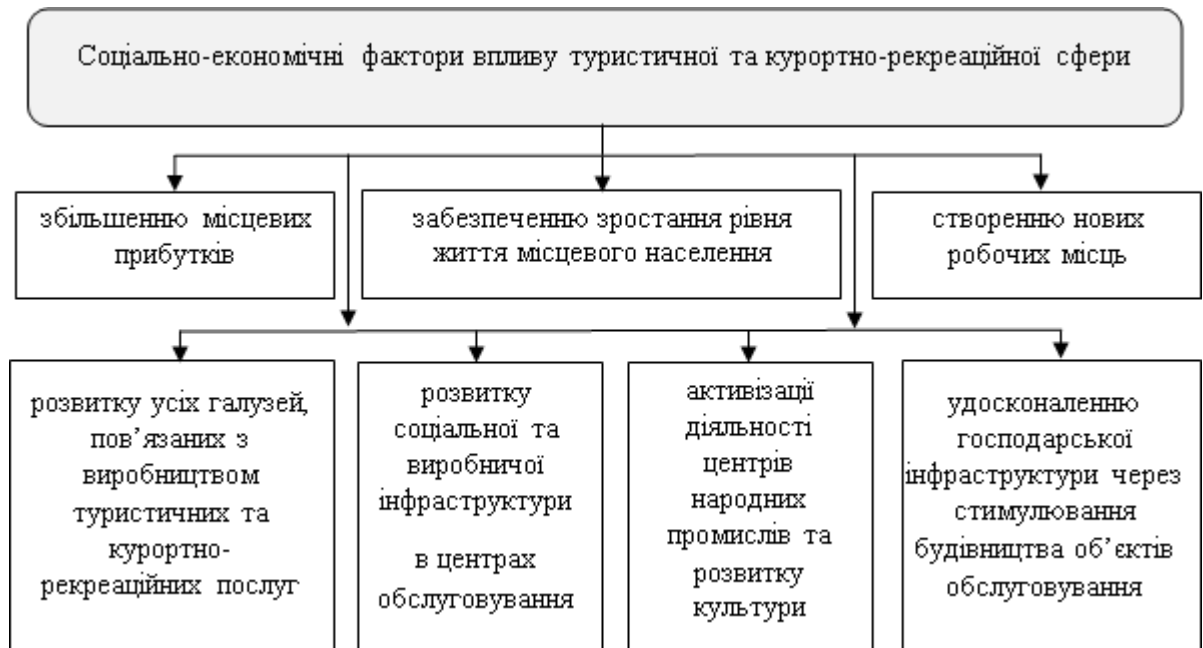 Соціально-економічні фактори впливу туристичної та курортно-рекреаційної сфери
збільшенню місцевих
прибутків
забезпеченню зростання рівня
життя місцевого населення
створенню нових
робочих місць
розвитку усіх галузей,
пов’язаних з
виробництвом
туристичних та
курортно-
рекреаційних послуг
розвитку
соціальної та
виробничої
інфраструктури
в центрах
обслуговування
активізації
діяльності
центрів
народних
промислів та
розвитку
культури
удосконаленню
господарської
інфраструктури через
стимулювання
будівництва об’єктів
обслуговування